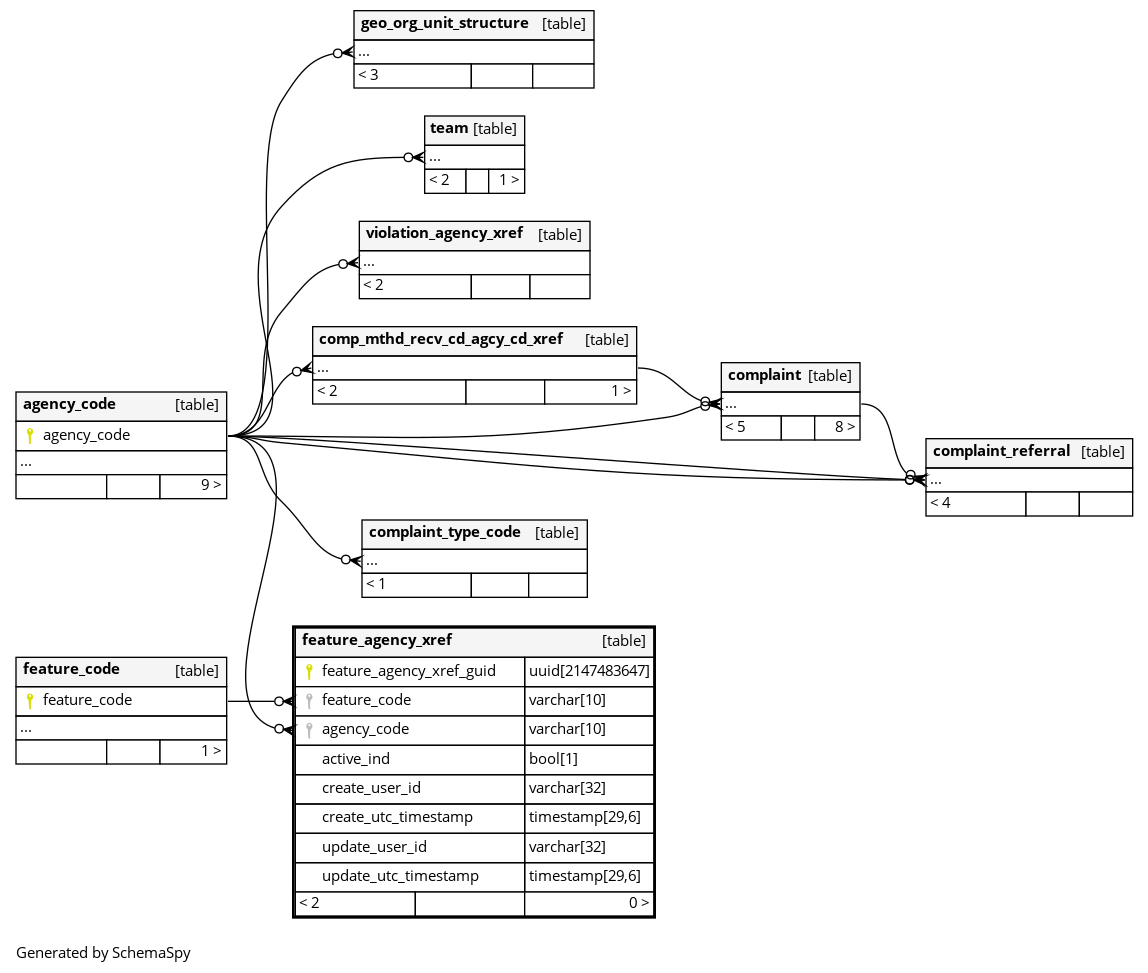 geo_org_unit_structure [table]
...
< 3
team [table]
...
< 2 1 >
violation_agency_xref [table]
...
< 2
comp_mthd_recv_cd_agcy_cd_xref [table]
...
< 2 1 >
complaint [table]
...
< 5 8 >
agency_code [table]
agency_code
...
9 >
complaint_referral [table]
...
< 4
complaint_type_code [table]
...
< 1
feature_code [table]
feature_code
...
1 >
feature_agency_xref [table]
feature_agency_xref_guid uuid[2147483647]
feature_code varchar[10]
agency_code varchar[10]
active_ind bool[1]
create_user_id varchar[32]
create_utc_timestamp timestamp[29,6]
update_user_id varchar[32]
update_utc_timestamp timestamp[29,6]
< 2 0 >
Generated by SchemaSpy